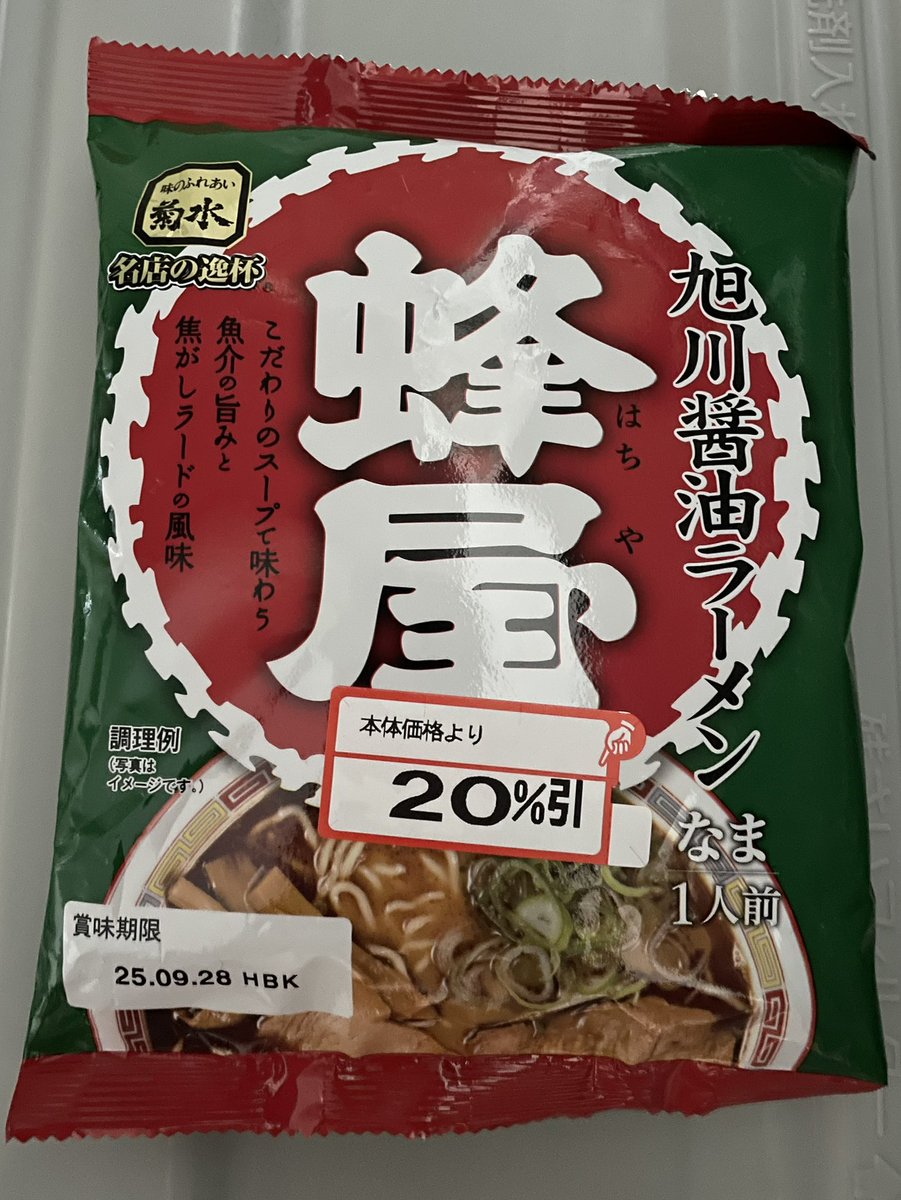 味のふれあい
菊水
名店の逸杯
旭川醤油ラーメン
なま
1人前
蜂屋
はちや
こだわりのスープで味わう
魚介の旨みと
焦がしラードの風味
調理例
(写真は
イメージです。)
本体価格より
20%引
賞味期限
25.09.28 HBK